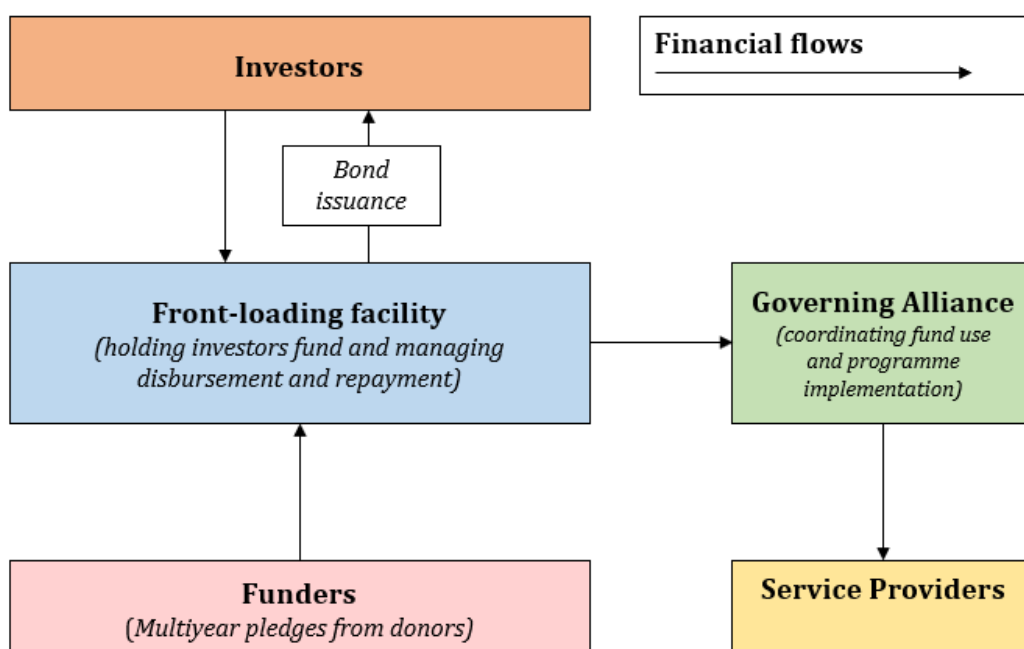 Investors
Financial flows
Bond
issuance
Front-loading facility
(holding investors fund and managing
disbursement and repayment)
Governing Alliance
(coordinating fund use
and programme
implementation)
Funders
(Multiyear pledges from donors)
Service Providers